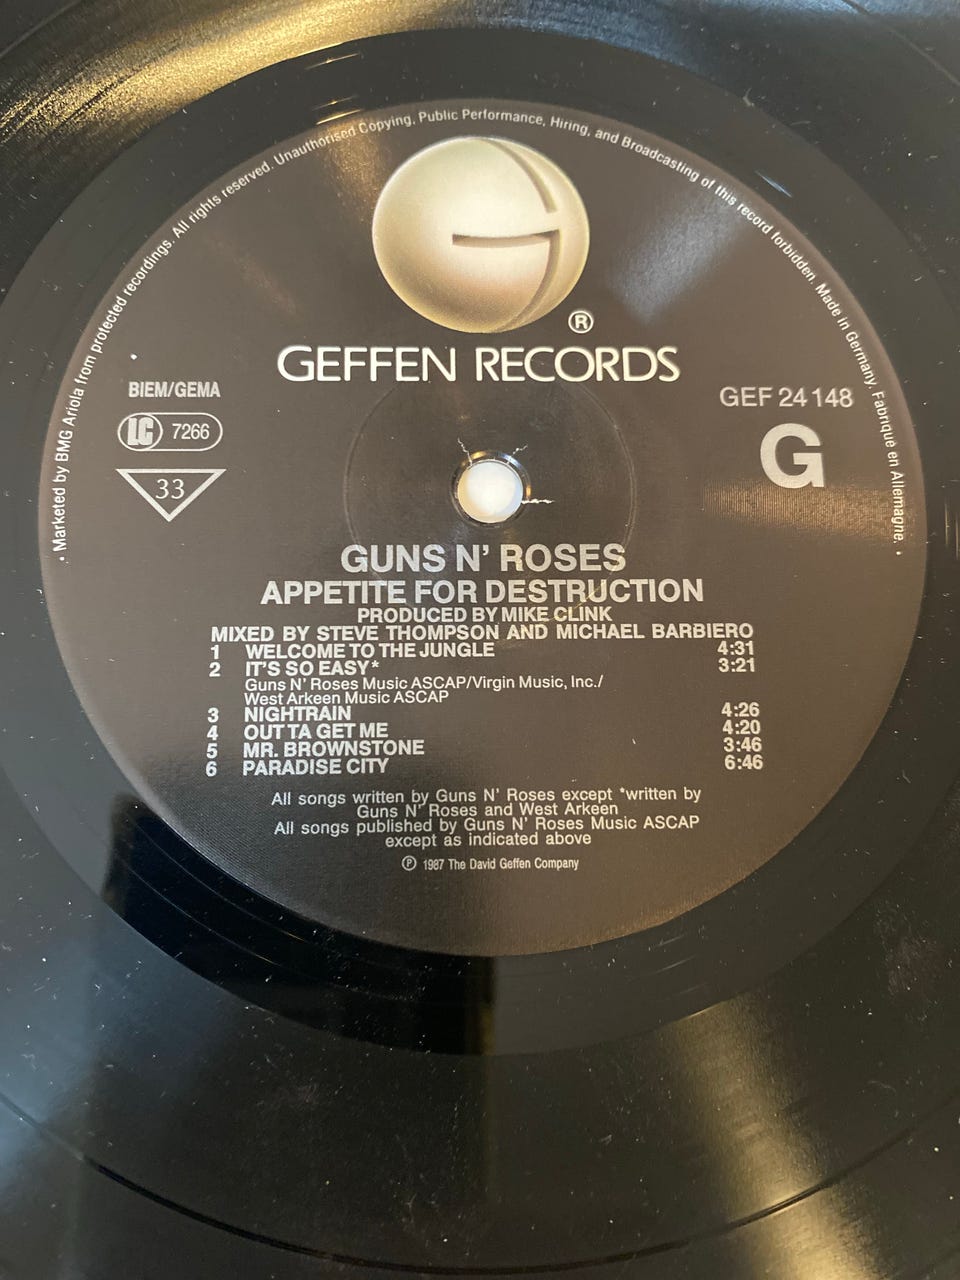 · Marketed by BMG Ariola from protected recordings. All rights reserved. Unauthorised Copying, Public Performance, Hiring, and Broadcasting of this record forbidden. Made in Germany. Fabriqué en Allemagne. ·
G
®
GEFFEN RECORDS
BIEM/GEMA
LC 7266
33
GEF 24 148
G
GUNS N' ROSES
APPETITE FOR DESTRUCTION
PRODUCED BY MIKE CLINK
MIXED BY STEVE THOMPSON AND MICHAEL BARBIERO
1 WELCOME TO THE JUNGLE 4:31
2 IT'S SO EASY* 3:21
Guns N' Roses Music ASCAP/Virgin Music, Inc./
West Arkeen Music ASCAP
3 NIGHTRAIN 4:26
4 OUT TA GET ME 4:20
5 MR. BROWNSTONE 3:46
6 PARADISE CITY 6:46
All songs written by Guns N' Roses except *written by
Guns N' Roses and West Arkeen
All songs published by Guns N' Roses Music ASCAP
except as indicated above
℗ 1987 The David Geffen Company